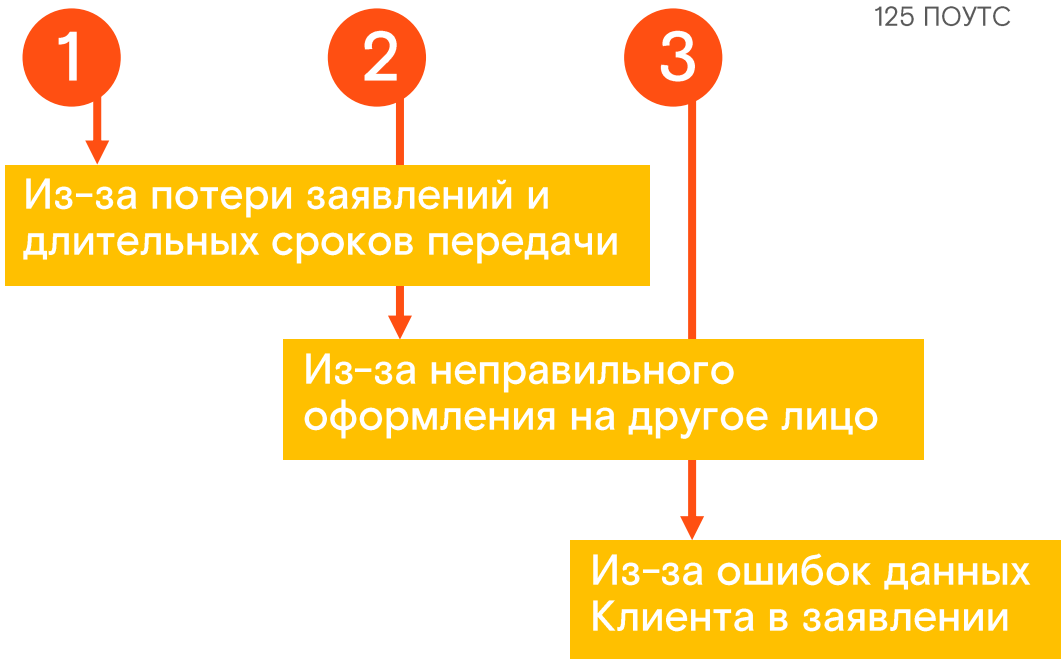 125 ПОУТС
1
2
3
Из-за потери заявлений и
длительных сроков передачи
Из-за неправильного
оформления на другое лицо
Из-за ошибок данных
Клиента в заявлении